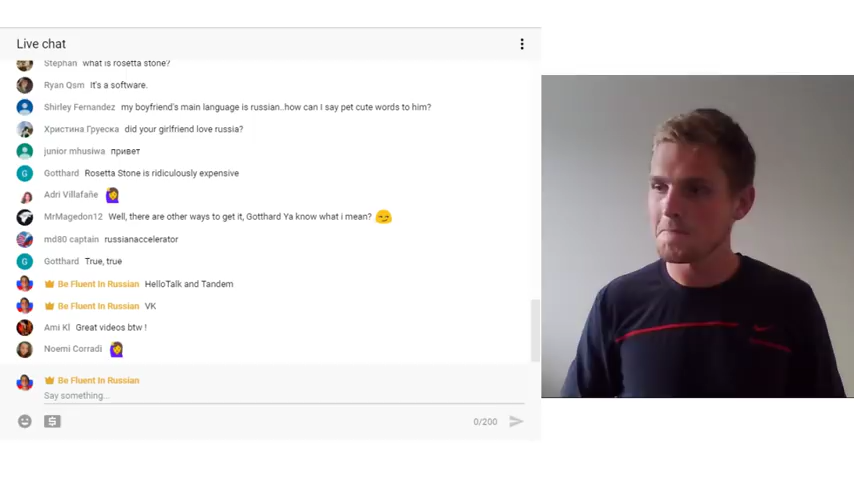 Live chat
Stephan what is rosetta stone?
Ryan Qsm It's a software.
Shirley Fernandez my boyfriend's main language is russian..how can I say pet cute words to him?
Христина Груеска did your girlfriend love russia?
junior mhusiwa привет
G Gotthard Rosetta Stone is ridiculously expensive
Adri Villafañe
MrMagedon12 Well, there are other ways to get it, Gotthard Ya know what i mean?
md80 captain russianaccelerator
G Gotthard True, true
Be Fluent In Russian HelloTalk and Tandem
Be Fluent In Russian VK
Ami Kl Great videos btw !
Noemi Corradi
Be Fluent In Russian
Say something...
0/200